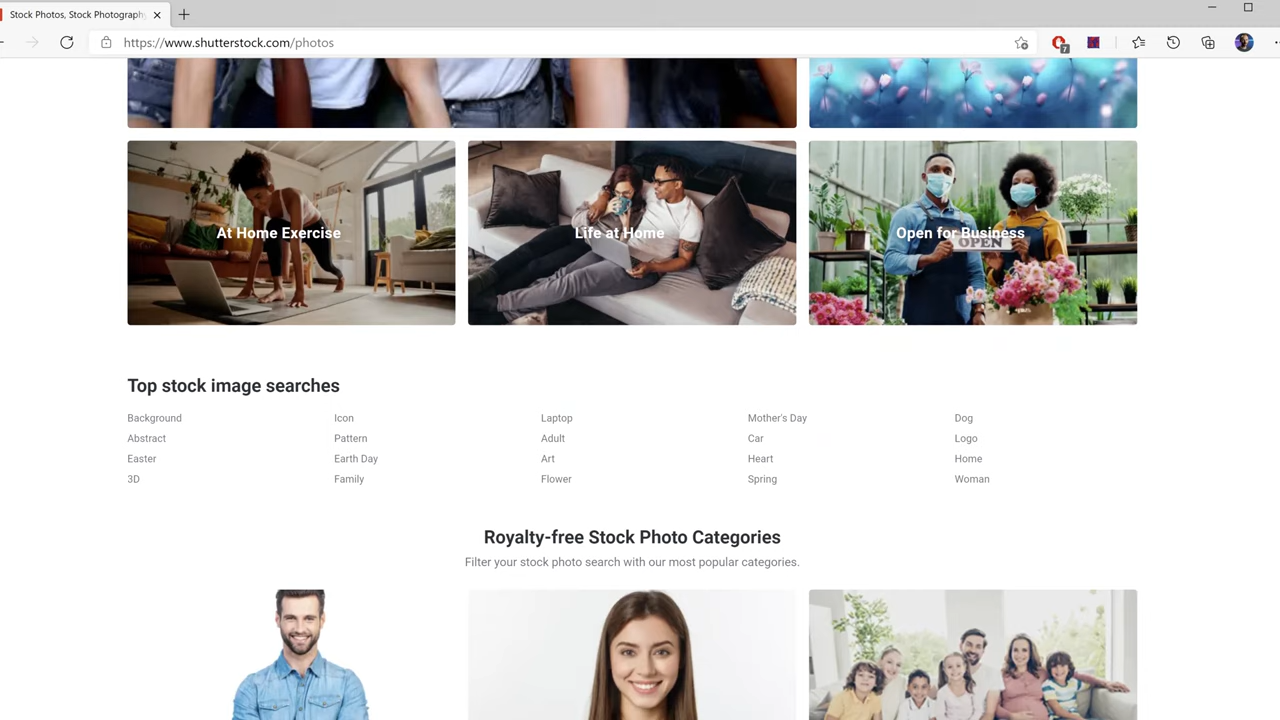 Stock Photos, Stock Photography
https://www.shutterstock.com/photos
7
At Home Exercise
Life at Home
Open for Business
OPEN
Top stock image searches
Background Icon Laptop Mother's Day Dog
Abstract Pattern Adult Car Logo
Easter Earth Day Art Heart Home
3D Family Flower Spring Woman
Royalty-free Stock Photo Categories
Filter your stock photo search with our most popular categories.